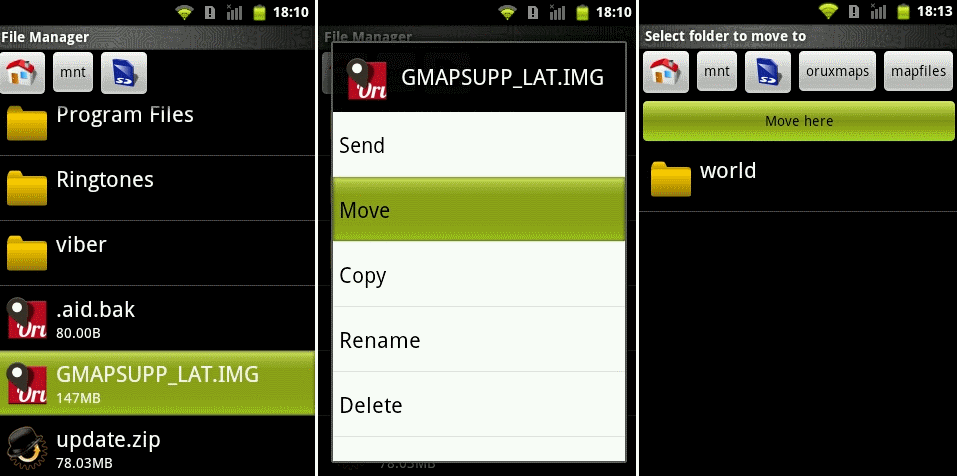 18:10
File Manager
mnt
Program Files
Ringtones
viber
.aid.bak
80.00B
GMAPSUPP_LAT.IMG
147MB
update.zip
78.03MB
18:10
File Manager
GMAPSUPP_LAT.IMG
Send
Move
Copy
Rename
Delete
78.03MB
18:13
Select folder to move to
mnt
oruxmaps
mapfiles
Move here
world